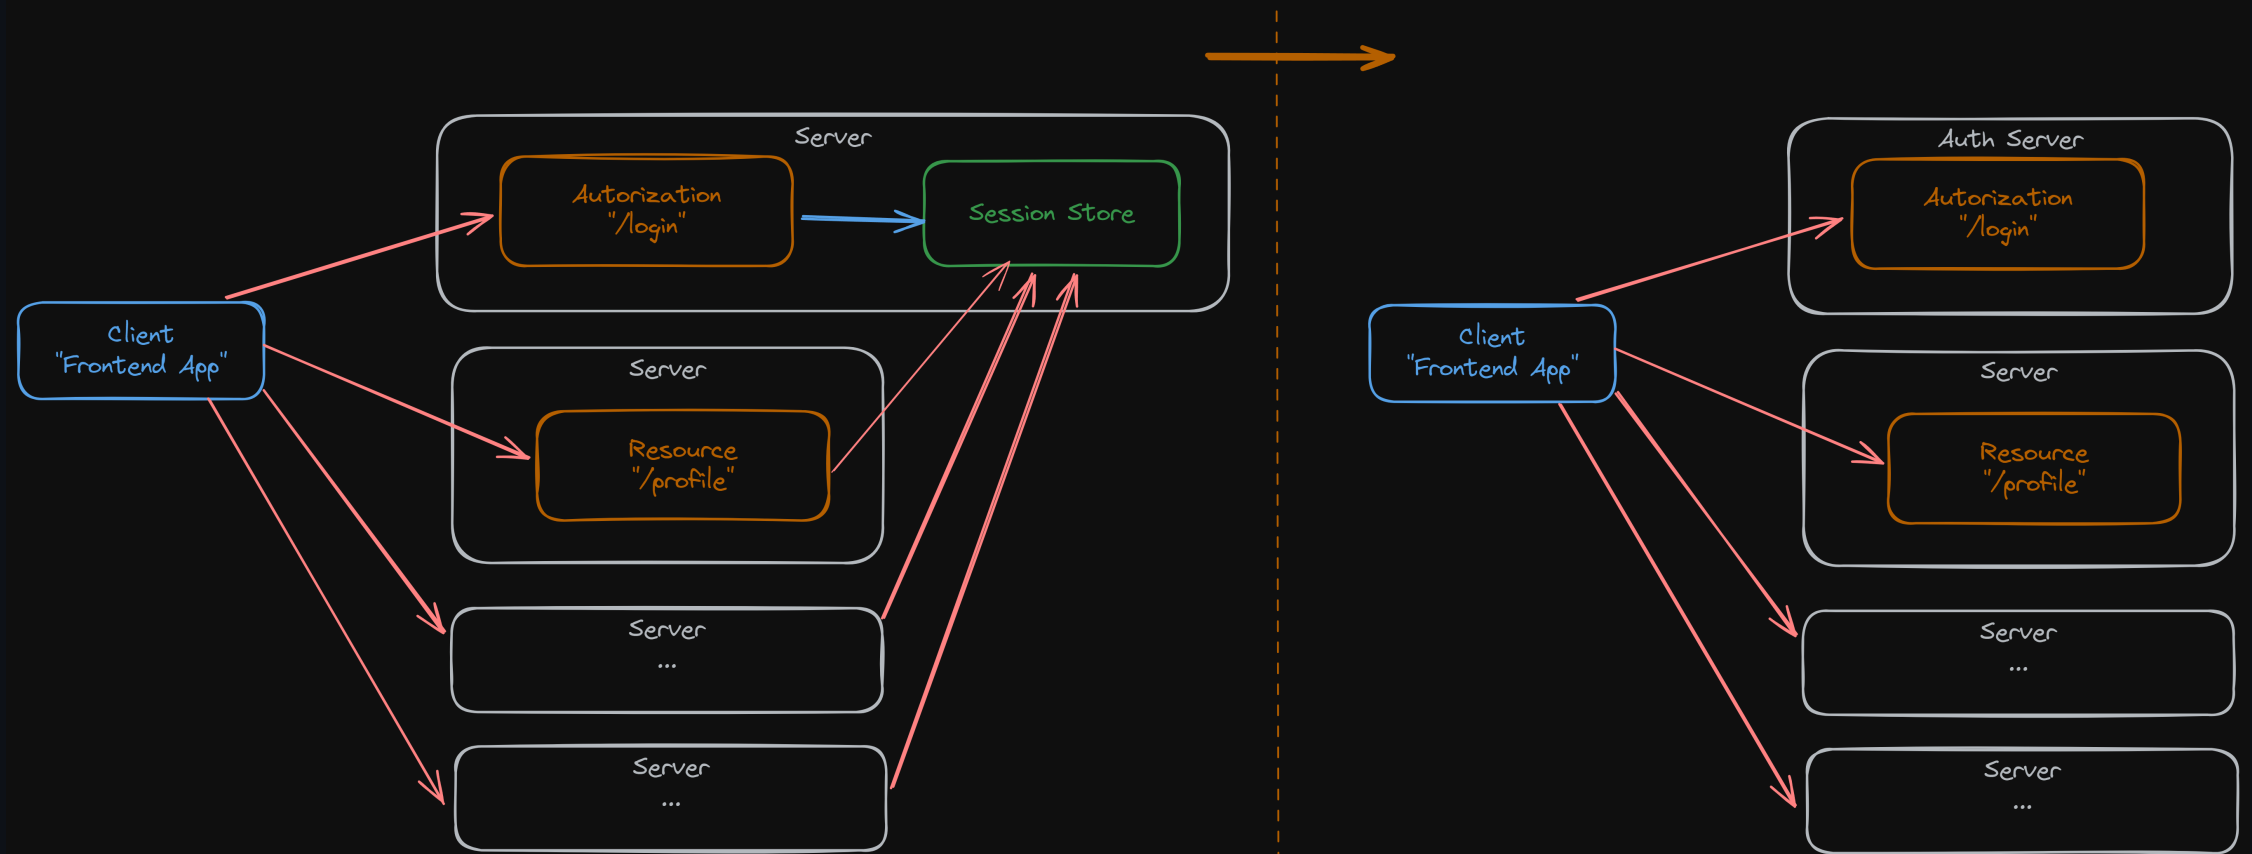 Server
Autorization
"/login"
Session Store
Client
"Frontend App"
Server
Resource
"/profile"
Server
...
Server
...
Auth Server
Autorization
"/login"
Client
"Frontend App"
Server
Resource
"/profile"
Server
...
Server
...